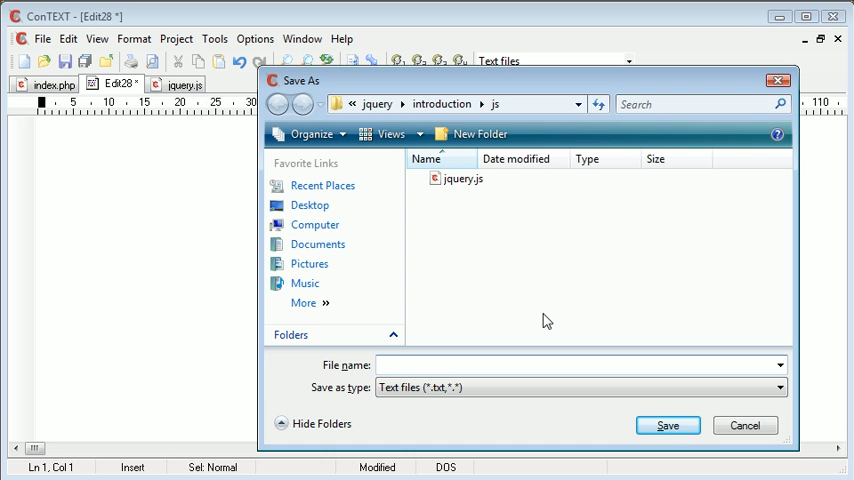 ConTEXT - [Edit28 *]
File Edit View Format Project Tools Options Window Help
Text files
index.php Edit28 * jquery.js
5 10 15 20 25 110
Save As
« jquery introduction js
Search
Organize Views New Folder
Favorite Links
Recent Places
Desktop
Computer
Documents
Pictures
Music
More »
Folders
Name Date modified Type Size
jquery.js
File name:
Save as type: Text files (*.txt,*.*)
Hide Folders
Save Cancel
Ln 1, Col 1 Insert Sel: Normal Modified DOS